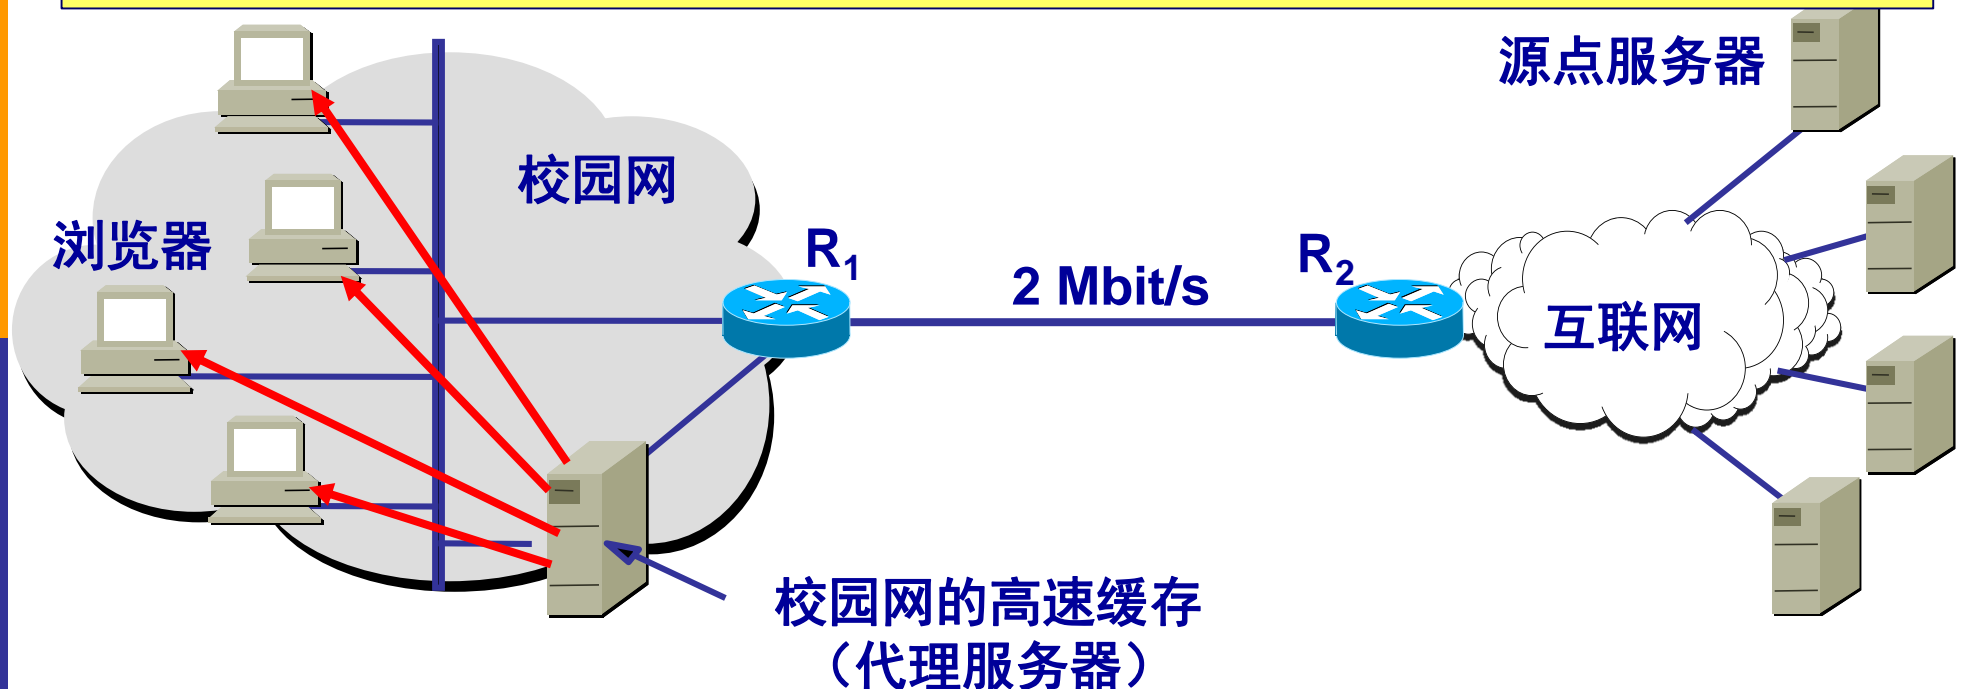 源点服务器
校园网
浏览器
R1
2 Mbit/s
R2
互联网
校园网的高速缓存
（代理服务器）